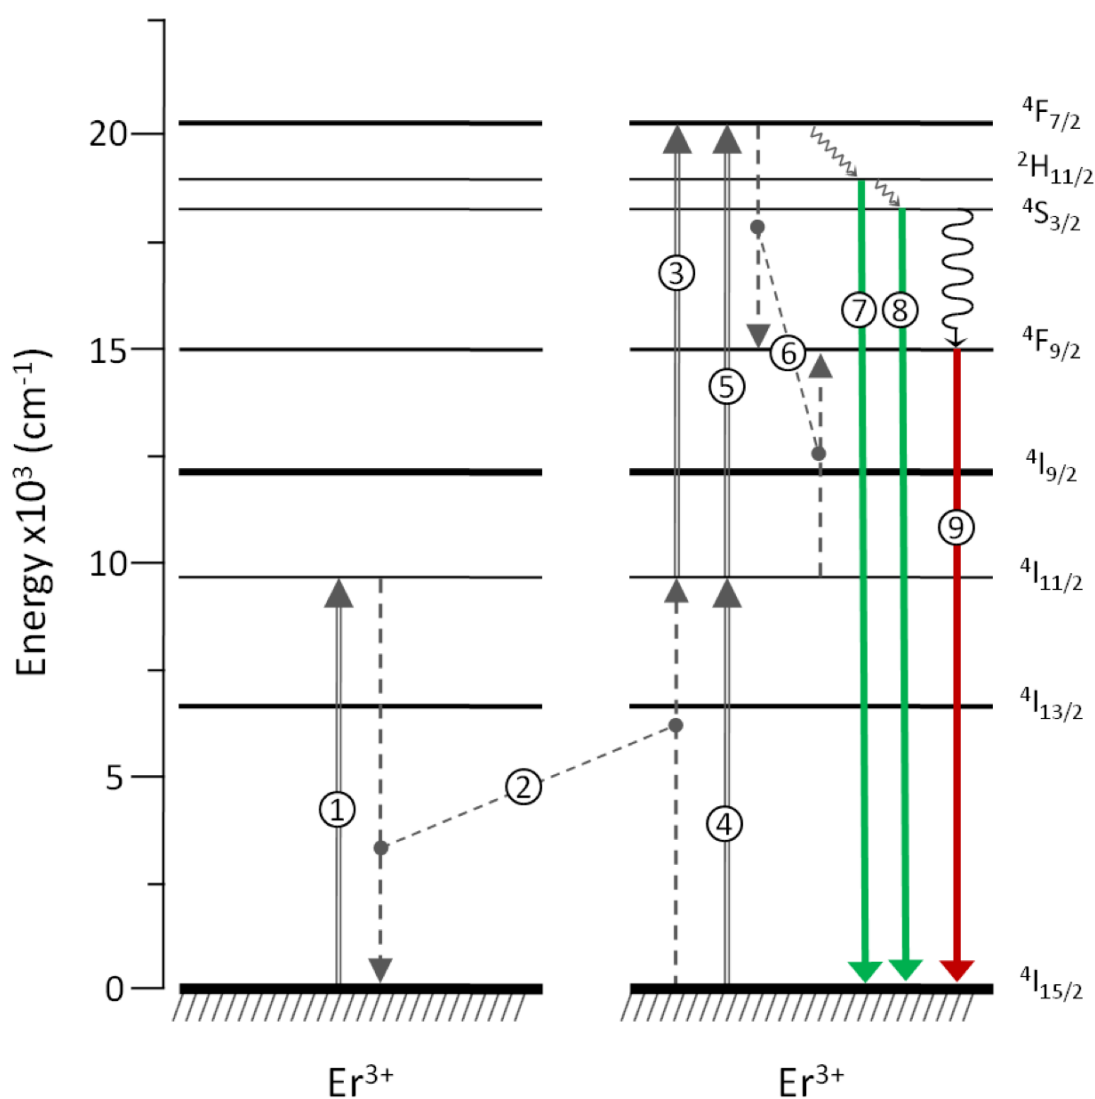 Energy x10³ (cm⁻¹)
20
15
10
5
0
⁴F₇/₂
²H₁₁/₂
⁴S₃/₂
⁴F₉/₂
⁴I₉/₂
⁴I₁₁/₂
⁴I₁₃/₂
⁴I₁₅/₂
1
2
3
4
5
6
7
8
9
Er³⁺
Er³⁺